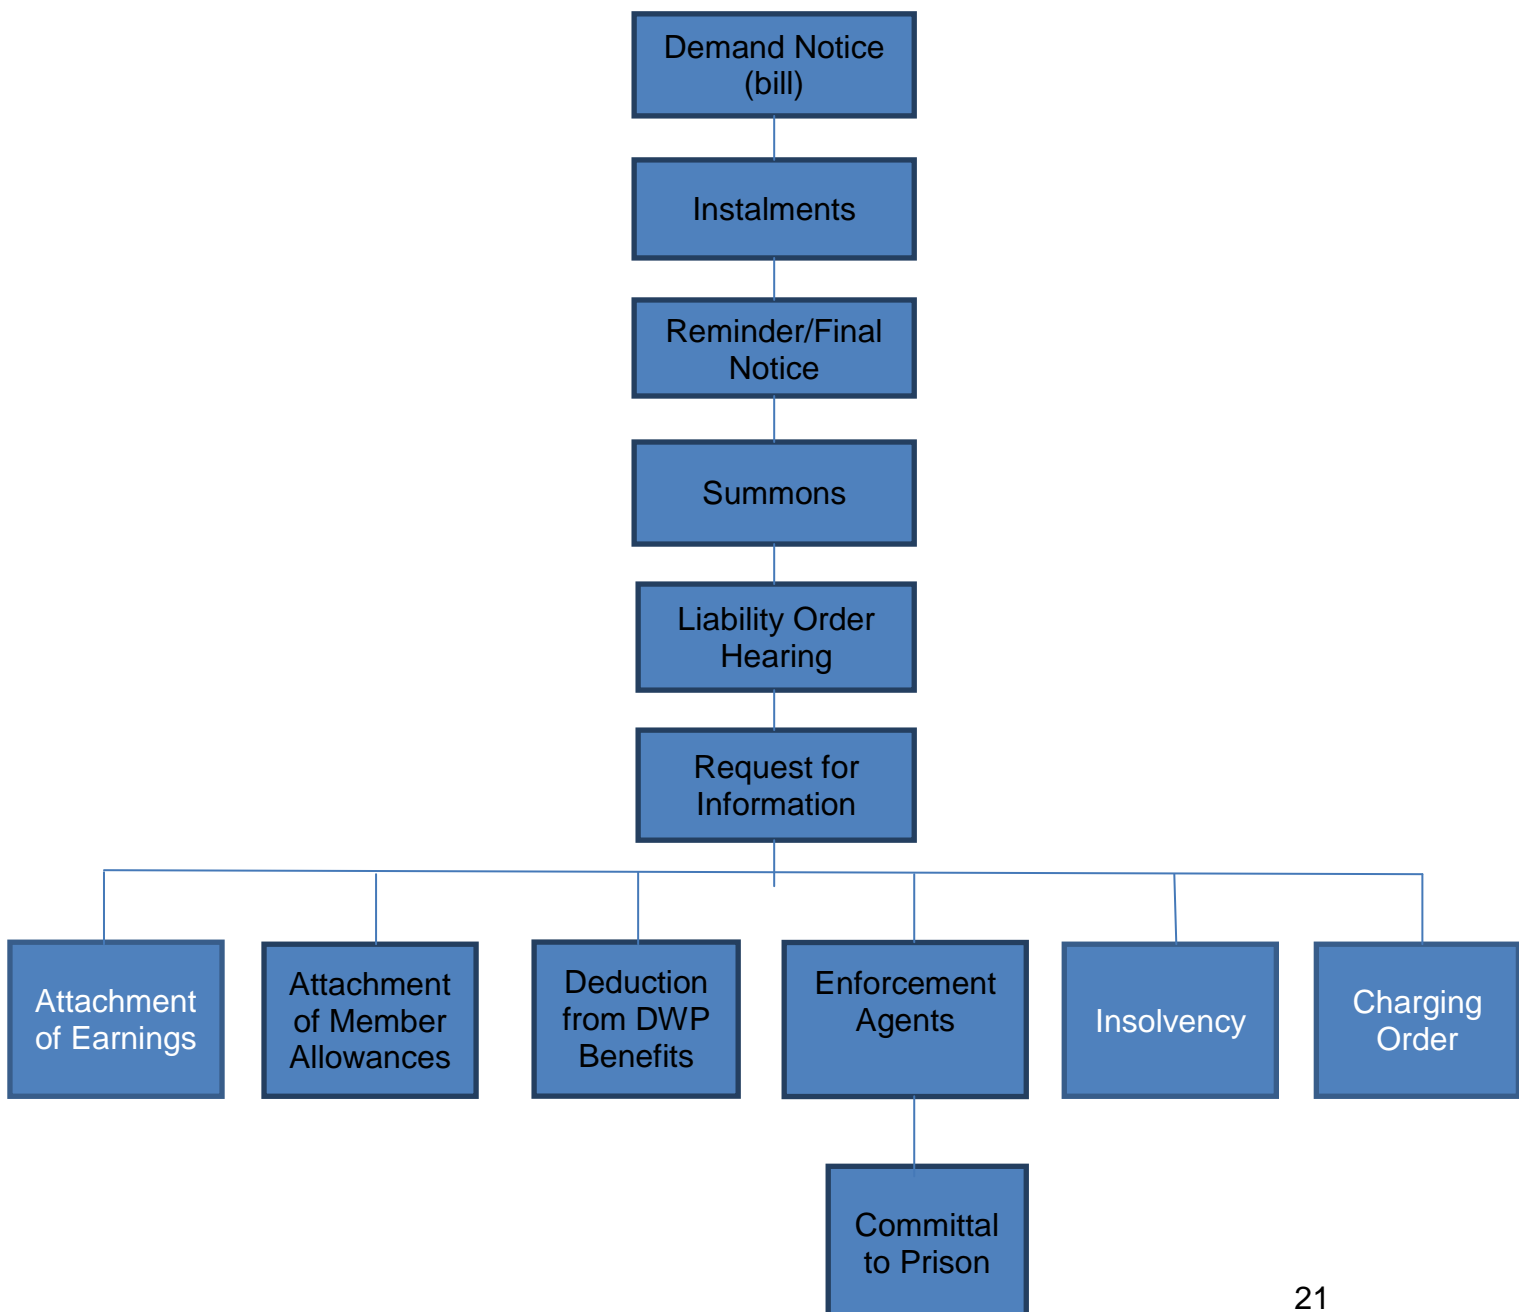 Demand Notice
(bill)
Instalments
Reminder/Final
Notice
Summons
Liability Order
Hearing
Request for
Information
Attachment
of Earnings
Attachment
of Member
Allowances
Deduction
from DWP
Benefits
Enforcement
Agents
Insolvency
Charging
Order
Committal
to Prison
21